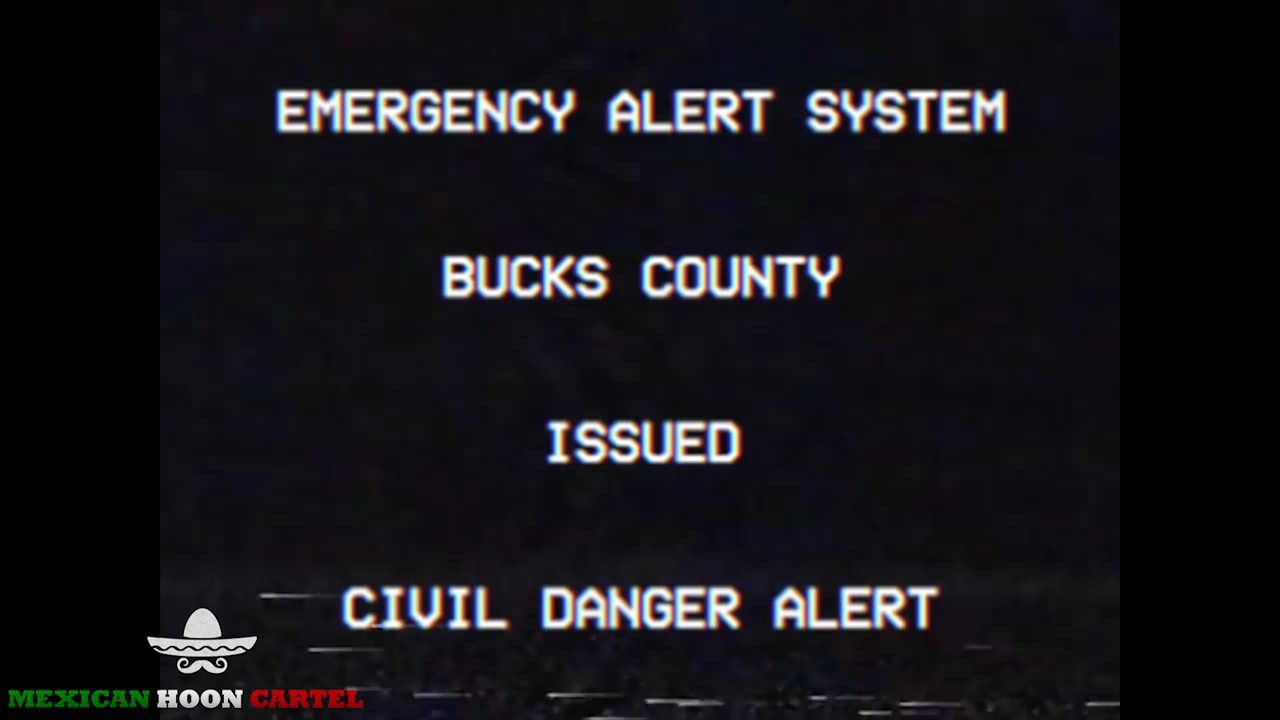 EMERGENCY ALERT SYSTEM
BUCKS COUNTY
ISSUED
CIVIL DANGER ALERT
MEXICAN HOON CARTEL